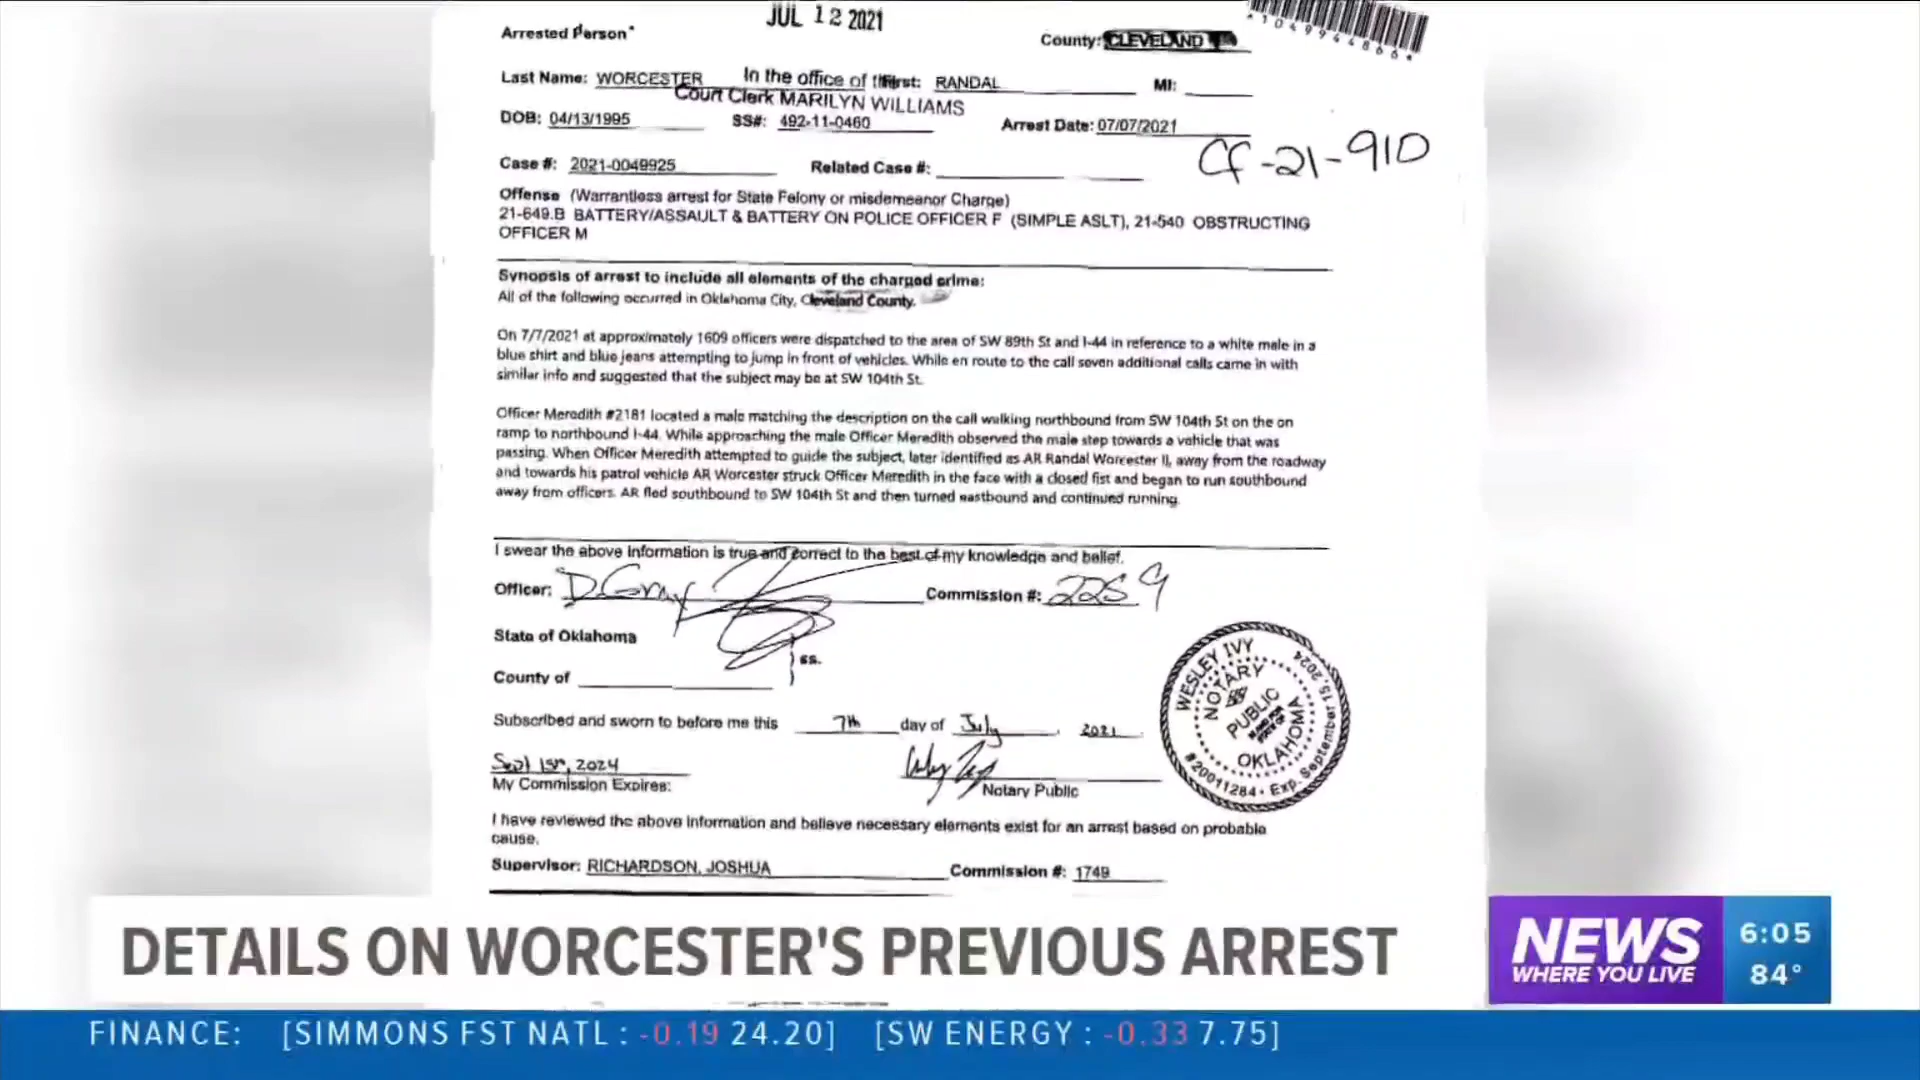 JUL 12 2021
Arrested Person*
County: CLEVELAND
*1049944866*
Last Name: WORCESTER First: RANDAL MI:
In the office of the
Court Clerk MARILYN WILLIAMS
DOB: 04/13/1995 SS#: [redacted] Arrest Date: 07/07/2021
CF-21-910
Case #: 2021-0049925 Related Case #:
Offense (Warrantless arrest for State Felony or misdemeanor Charge)
21-649.B BATTERY/ASSAULT & BATTERY ON POLICE OFFICER F (SIMPLE ASLT), 21-540 OBSTRUCTING
OFFICER M
Synopsis of arrest to include all elements of the charged crime:
All of the following occurred in Oklahoma City, Cleveland County.
On 7/7/2021 at approximately 1609 officers were dispatched to the area of SW 89th St and I-44 in reference to a white male in a
blue shirt and blue jeans attempting to jump in front of vehicles. While en route to the call seven additional calls came in with
similar info and suggested that the subject may be at SW 104th St.
Officer Meredith #2181 located a male matching the description on the call walking northbound from SW 104th St on the on
ramp to northbound I-44. While approaching the male Officer Meredith observed the male step towards a vehicle that was
passing. When Officer Meredith attempted to guide the subject, later identified as AR Randal Worcester II, away from the roadway
and towards his patrol vehicle AR Worcester struck Officer Meredith in the face with a closed fist and began to run southbound
away from officers. AR fled southbound to SW 104th St and then turned eastbound and continued running.
I swear the above information is true and correct to the best of my knowledge and belief.
Officer: D. Gray Commission #: 2259
State of Oklahoma
ss.
County of
Subscribed and sworn to before me this 7th day of July, 2021
Sept 15th, 2024
My Commission Expires:
Notary Public
WESLEY IVY
NOTARY
PUBLIC
OKLAHOMA
#20011284 • Exp. September 15, 2024
I have reviewed the above information and believe necessary elements exist for an arrest based on probable
cause.
Supervisor: RICHARDSON, JOSHUA Commission #: 1749
DETAILS ON WORCESTER'S PREVIOUS ARREST
NEWS
WHERE YOU LIVE
6:05
84°
FINANCE: [SIMMONS FST NATL : -0.19 24.20] [SW ENERGY : -0.33 7.75]